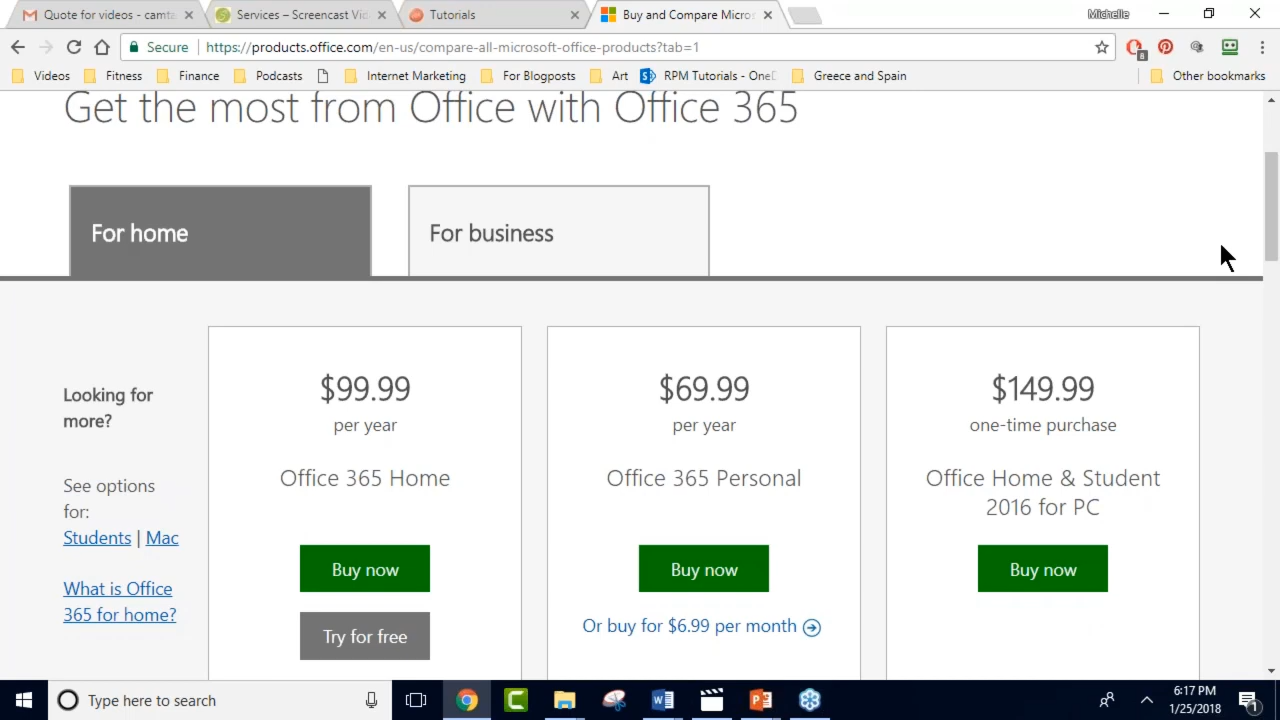 Quote for videos - camta
Services – Screencast Vid
Tutorials
Buy and Compare Micros
Michelle
Secure
https://products.office.com/en-us/compare-all-microsoft-office-products?tab=1
8
Videos
Fitness
Finance
Podcasts
Internet Marketing
For Blogposts
Art
RPM Tutorials - OneD
Greece and Spain
Other bookmarks
Get the most from Office with Office 365
For home
For business
Looking for
more?
See options
for:
Students | Mac
What is Office
365 for home?
$99.99
per year
Office 365 Home
Buy now
Try for free
$69.99
per year
Office 365 Personal
Buy now
Or buy for $6.99 per month
$149.99
one-time purchase
Office Home & Student
2016 for PC
Buy now
Type here to search
6:17 PM
1/25/2018
1